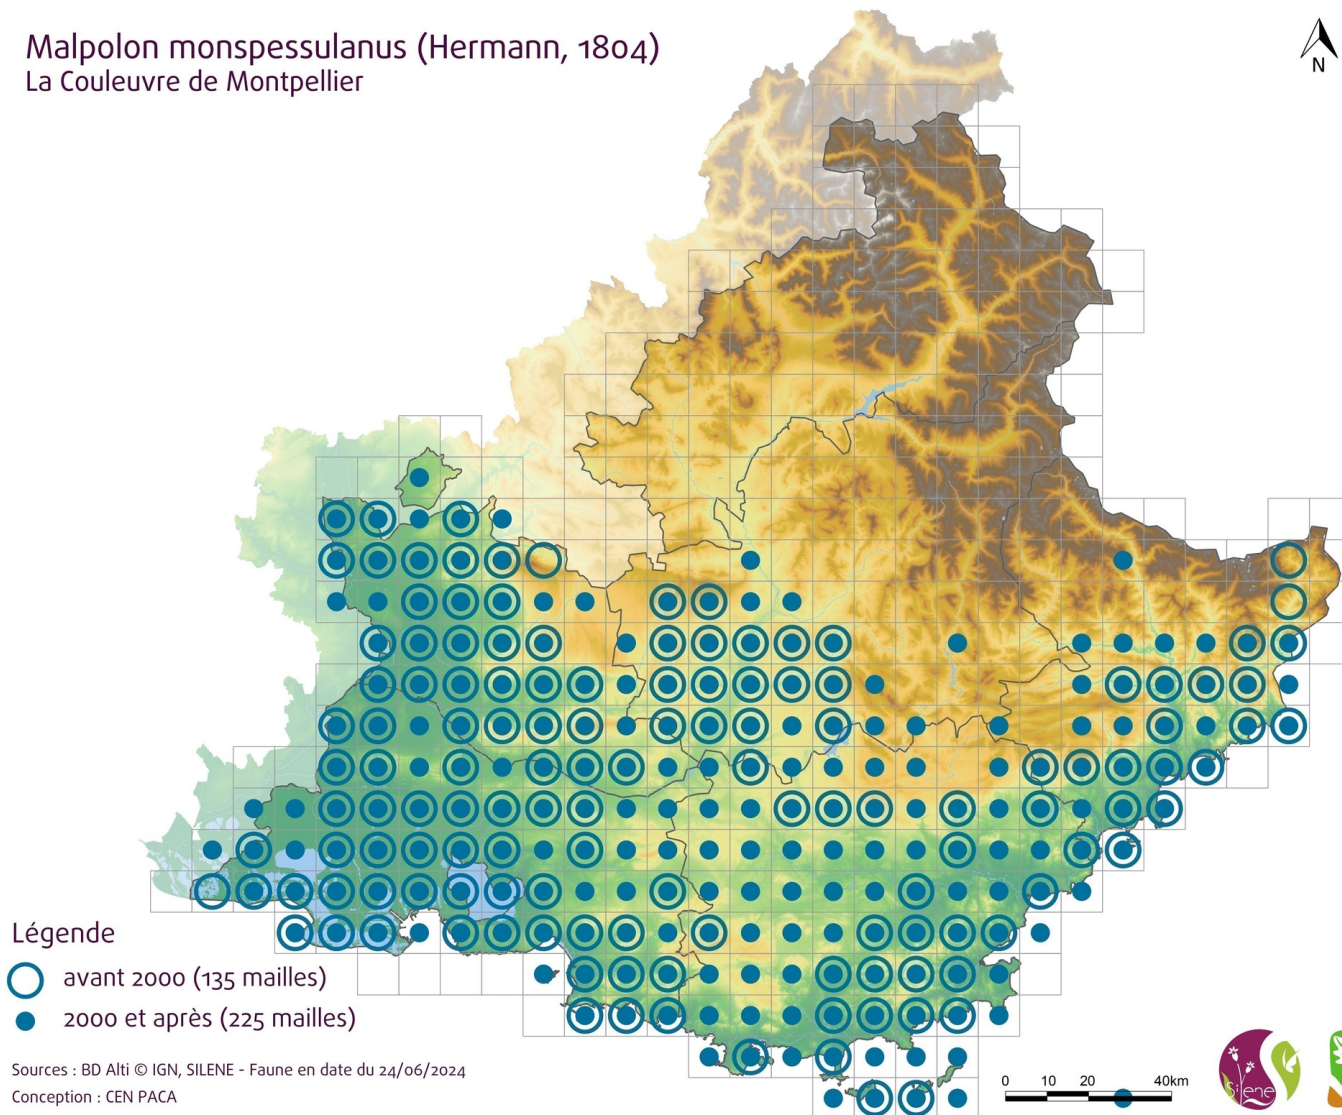 Malpolon monspessulanus (Hermann, 1804)
La Couleuvre de Montpellier
N
Légende
avant 2000 (135 mailles)
2000 et après (225 mailles)
Sources : BD Alti © IGN, SILENE - Faune en date du 24/06/2024
Conception : CEN PACA
0 10 20 40km
Silene